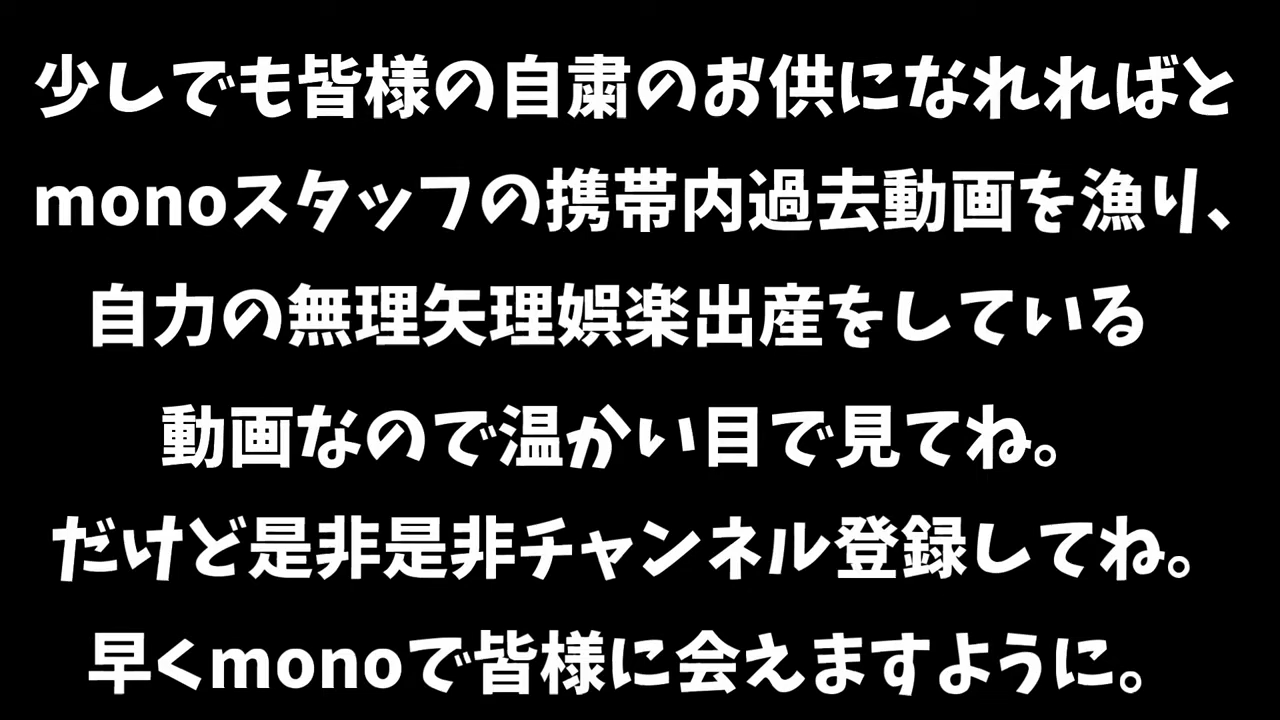 少しでも皆様の自粛のお供になれればと
monoスタッフの携帯内過去動画を漁り、
自力の無理矢理娯楽出産をしている
動画なので温かい目で見てね。
だけど是非是非チャンネル登録してね。
早くmonoで皆様に会えますように。